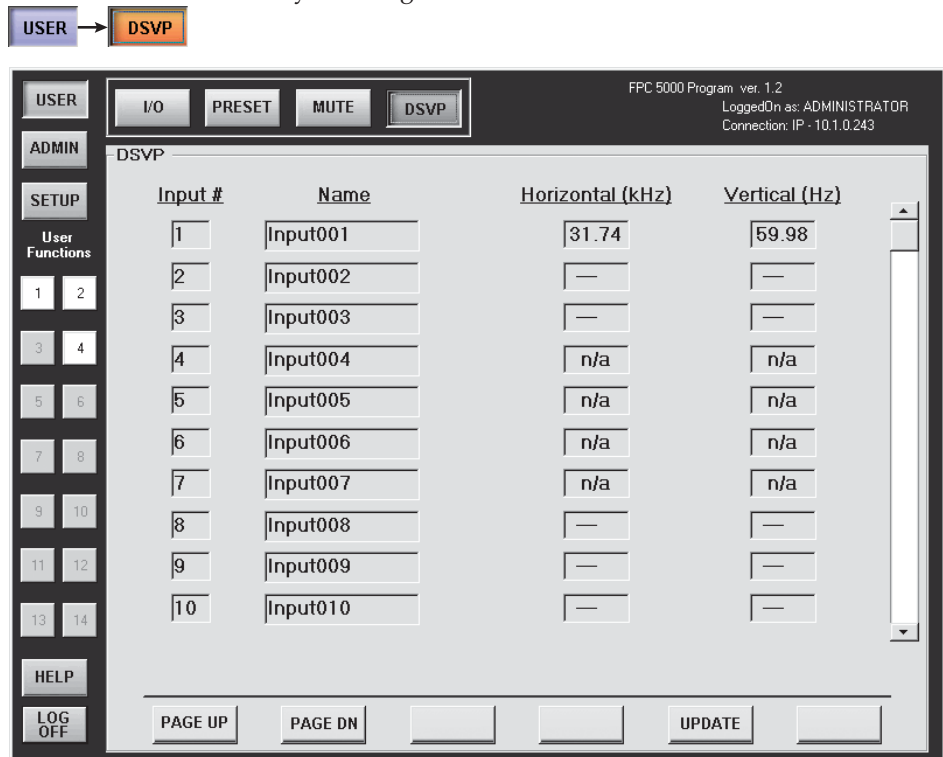 USER → DSVP
USER
I/O PRESET MUTE DSVP
FPC 5000 Program ver. 1.2
LoggedOn as: ADMINISTRATOR
Connection: IP - 10.1.0.243
ADMIN
SETUP
User
Functions
1 2
3 4
5 6
7 8
9 10
11 12
13 14
HELP
LOG
OFF
DSVP
Input # Name Horizontal (kHz) Vertical (Hz)
1 Input001 31.74 59.98
2 Input002 — —
3 Input003 — —
4 Input004 n/a n/a
5 Input005 n/a n/a
6 Input006 n/a n/a
7 Input007 n/a n/a
8 Input008 — —
9 Input009 — —
10 Input010 — —
PAGE UP PAGE DN UPDATE